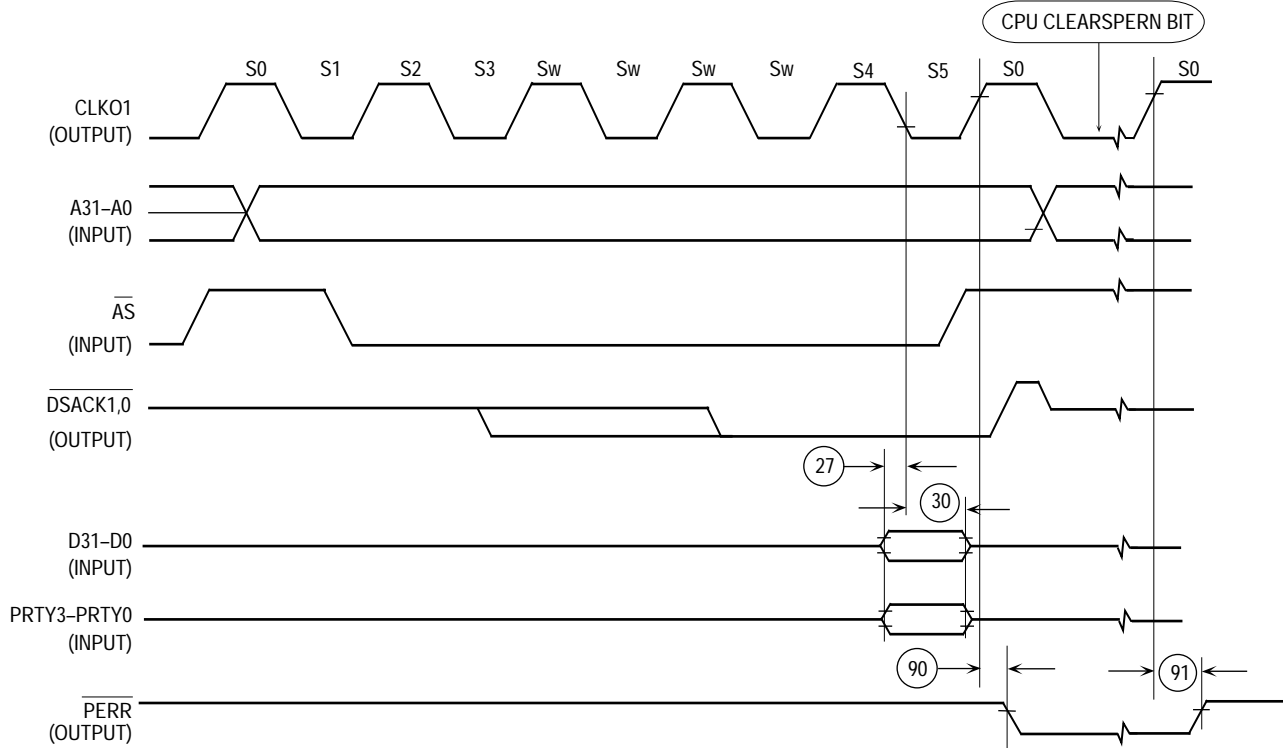 CPU CLEARSPERN BIT
S0 S1 S2 S3 Sw Sw Sw Sw S4 S5 S0 S0
CLKO1
(OUTPUT)
A31–A0
(INPUT)
AS
(INPUT)
DSACK1,0
(OUTPUT)
27
30
D31–D0
(INPUT)
PRTY3–PRTY0
(INPUT)
90
91
PERR
(OUTPUT)